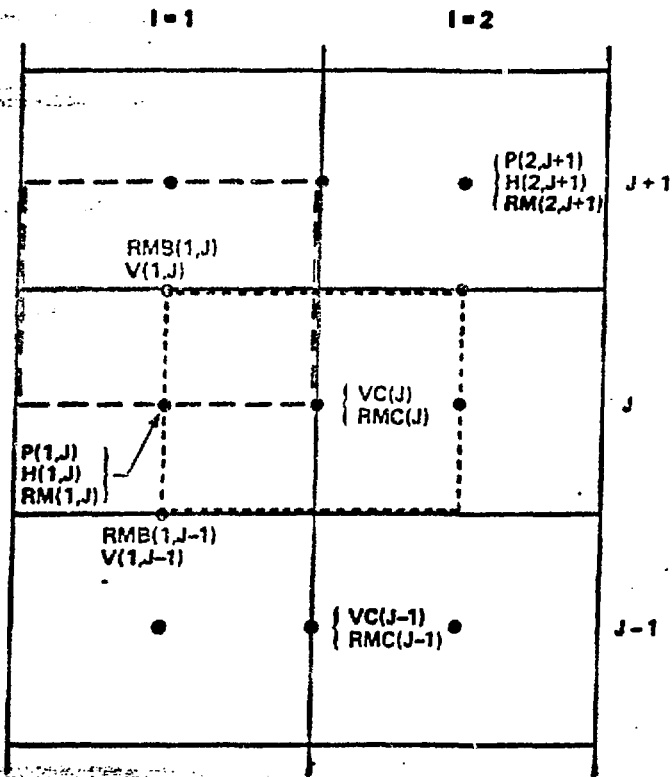 I = 1
I = 2
P(2,J+1)
H(2,J+1)
RM(2,J+1)
J + 1
RMB(1,J)
V(1,J)
VC(J)
RMC(J)
J
P(1,J)
H(1,J)
RM(1,J)
RMB(1,J–1)
V(1,J–1)
VC(J–1)
RMC(J–1)
J–1